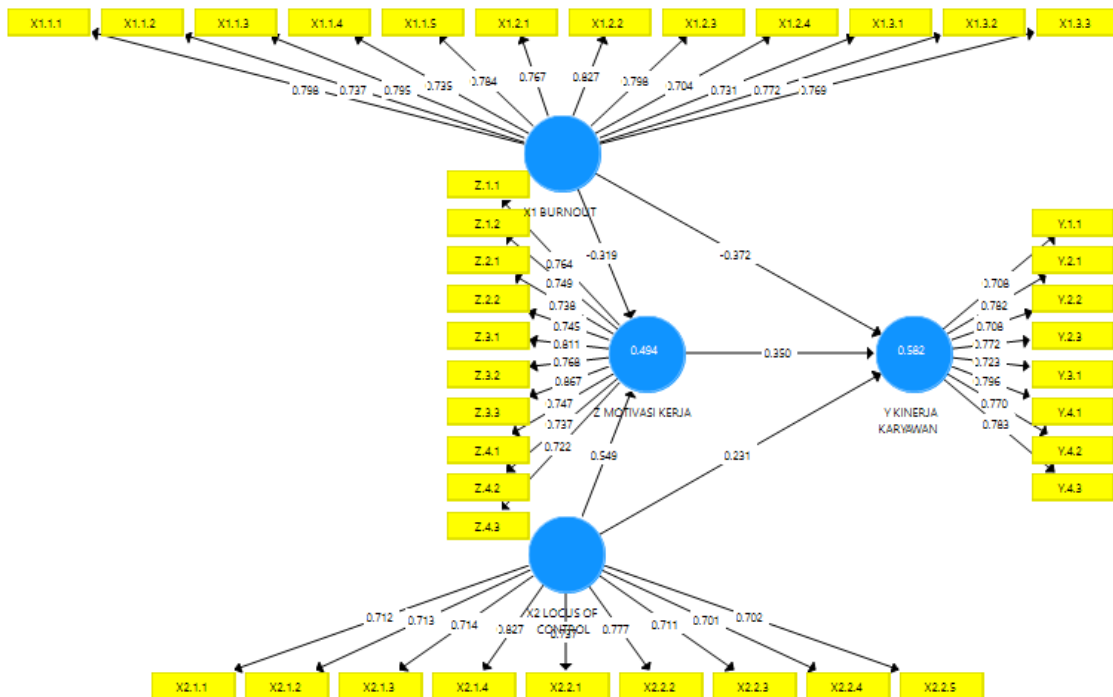 X1.1.1 X1.1.2 X1.1.3 X1.1.4 X1.1.5 X1.2.1 X1.2.2 X1.2.3 X1.2.4 X1.3.1 X1.3.2 X1.3.3
0.798 0.737 0.795 0.735 0.784 0.767 0.827 0.798 0.704 0.731 0.772 0.769
X1 BURNOUT
Z.1.1
Z.1.2
Z.2.1
Z.2.2
Z.3.1
Z.3.2
Z.3.3
Z.4.1
Z.4.2
Z.4.3
0.764
0.749
0.738
0.745
0.811
0.768
0.867
0.747
0.737
0.722
-0.319
-0.372
0.494
Z MOTIVASI KERJA
0.350
0.549
0.231
0.582
Y KINERJA
KARYAWAN
0.708
0.782
0.708
0.772
0.723
0.796
0.770
0.783
Y.1.1
Y.2.1
Y.2.2
Y.2.3
Y.3.1
Y.4.1
Y.4.2
Y.4.3
X2 LOCUS OF
CONTROL
0.712 0.713 0.714 0.827 0.737 0.777 0.711 0.701 0.702
X2.1.1 X2.1.2 X2.1.3 X2.1.4 X2.2.1 X2.2.2 X2.2.3 X2.2.4 X2.2.5